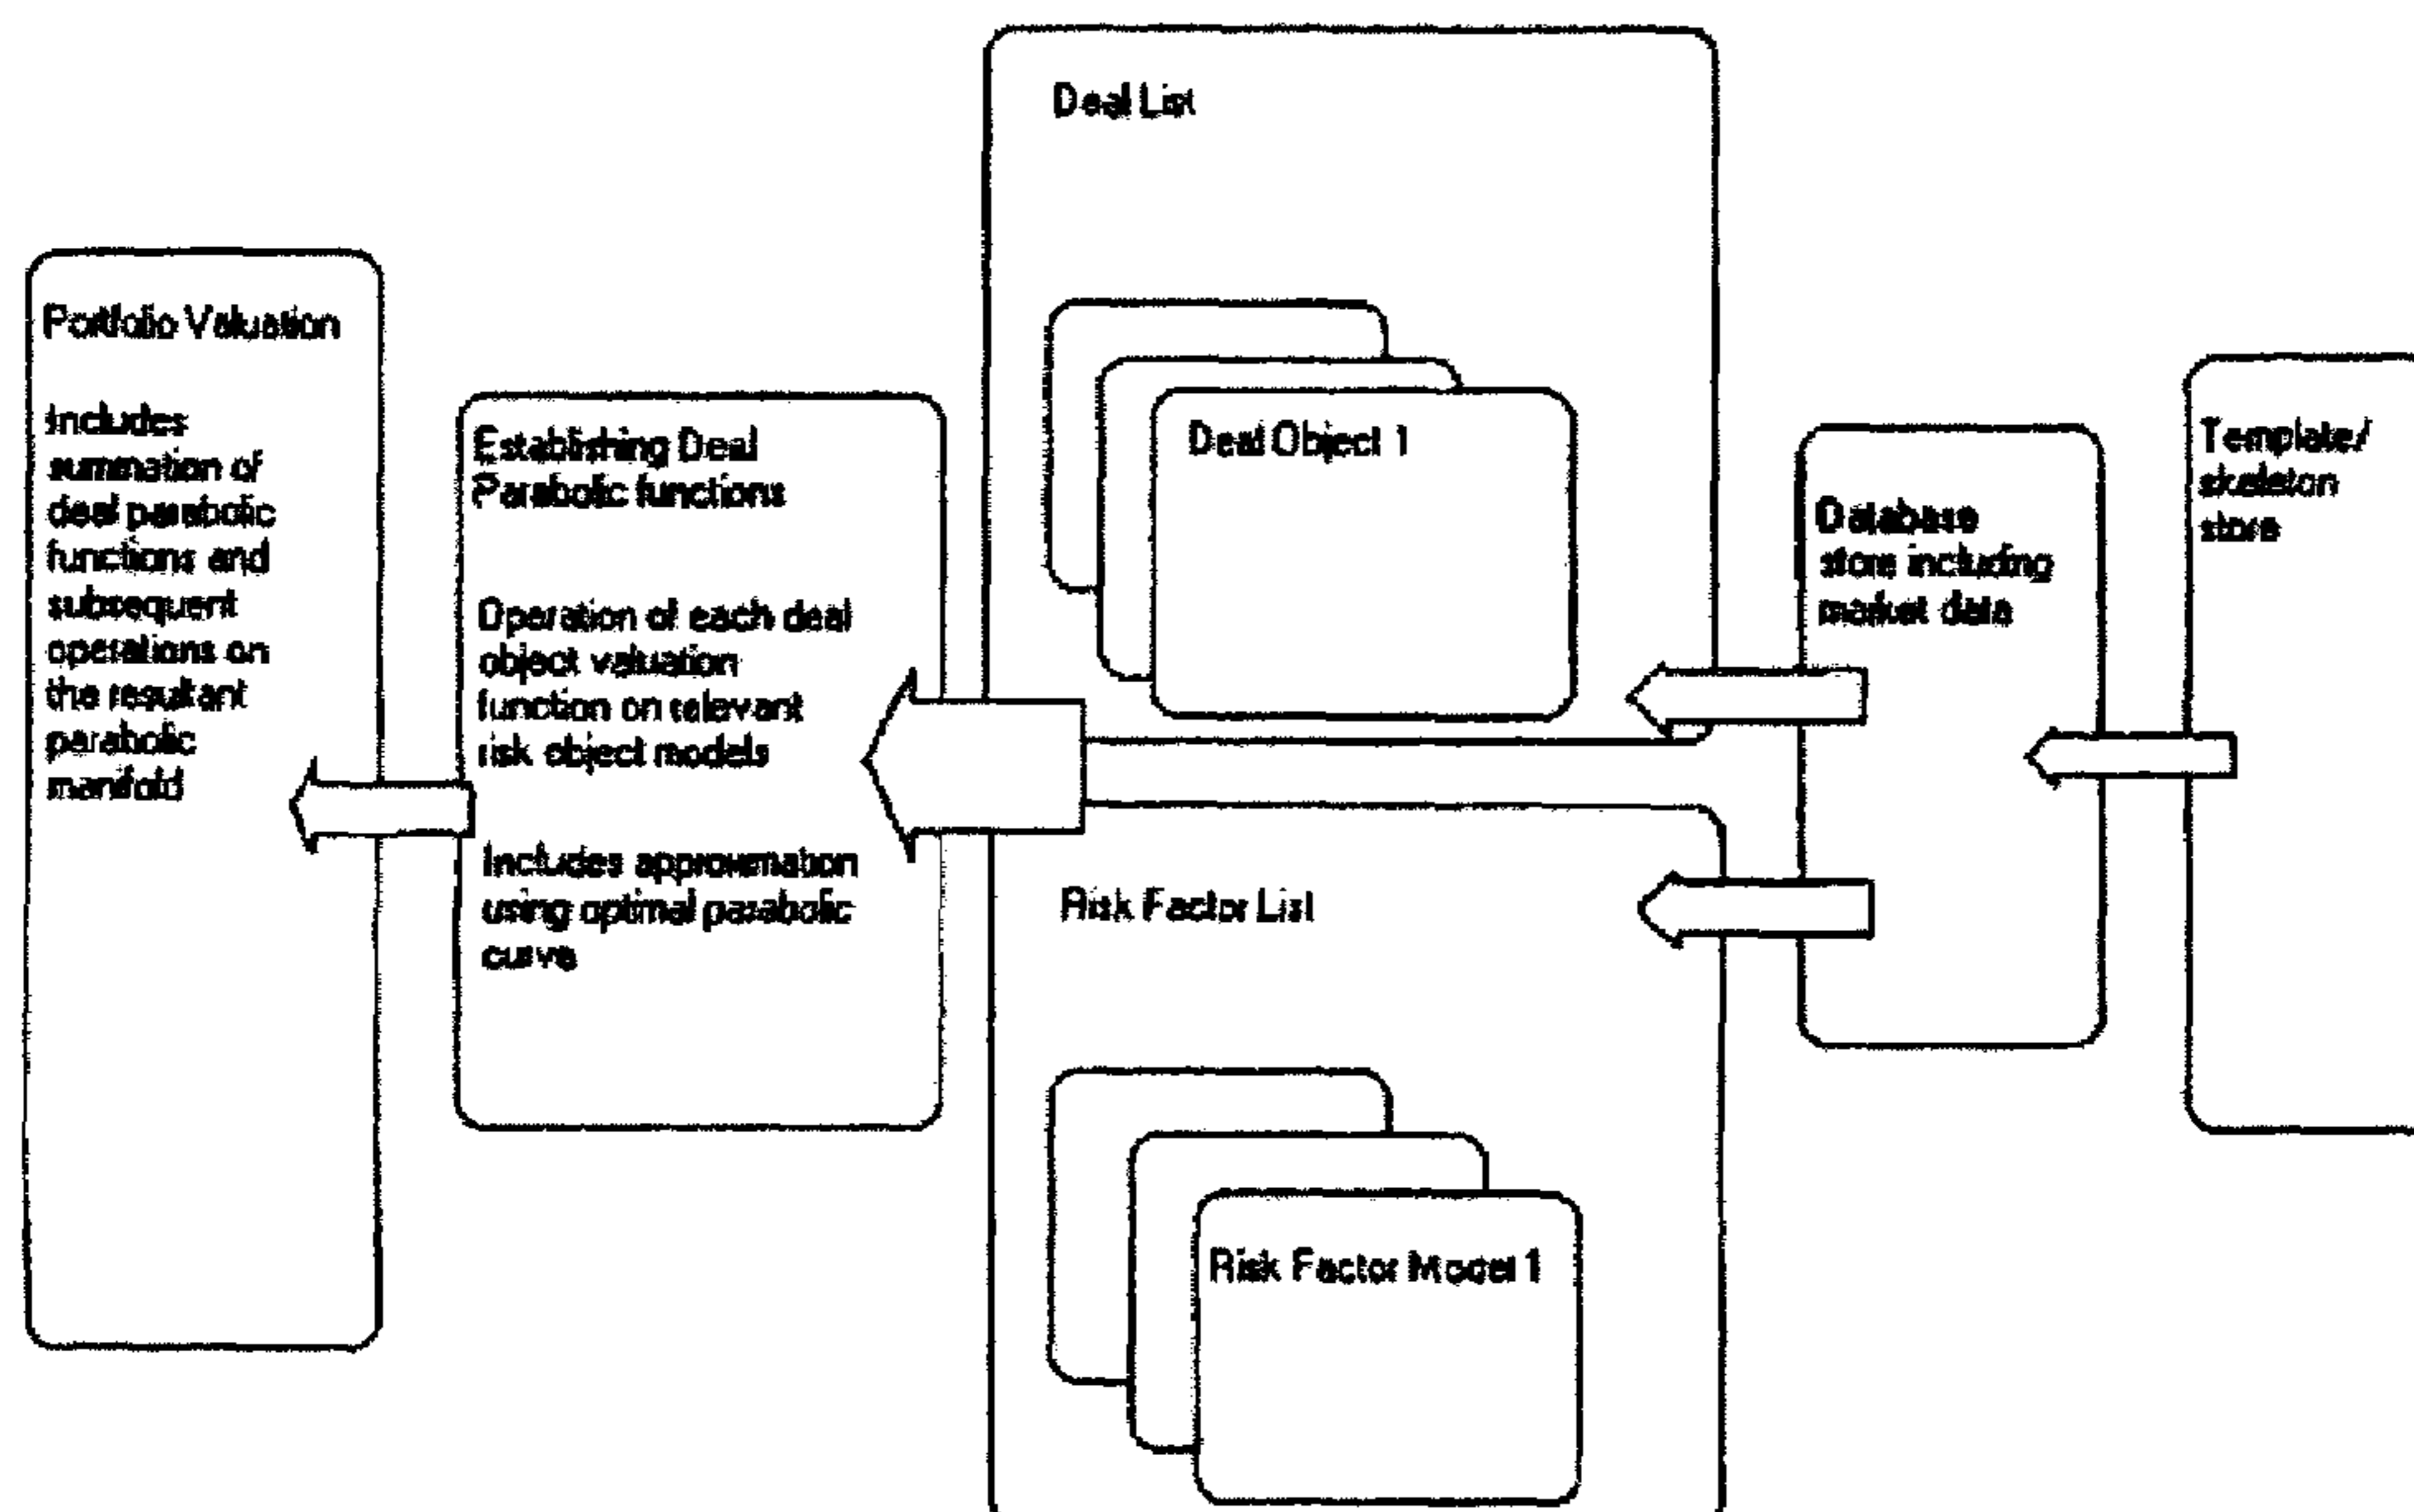 Portfolio Valuation
Includes
summation of
deal parabolic
functions and
subsequent
operations on
the resultant
parabolic
manifold
Establishing Deal
Parabolic functions
Operation of each deal
object valuation
function on relevant
risk object models
Includes approximation
using optimal parabolic
curve
Deal List
Deal Object 1
Risk Factor List
Risk Factor Model 1
Database
store including
market data
Template/
skeleton
store